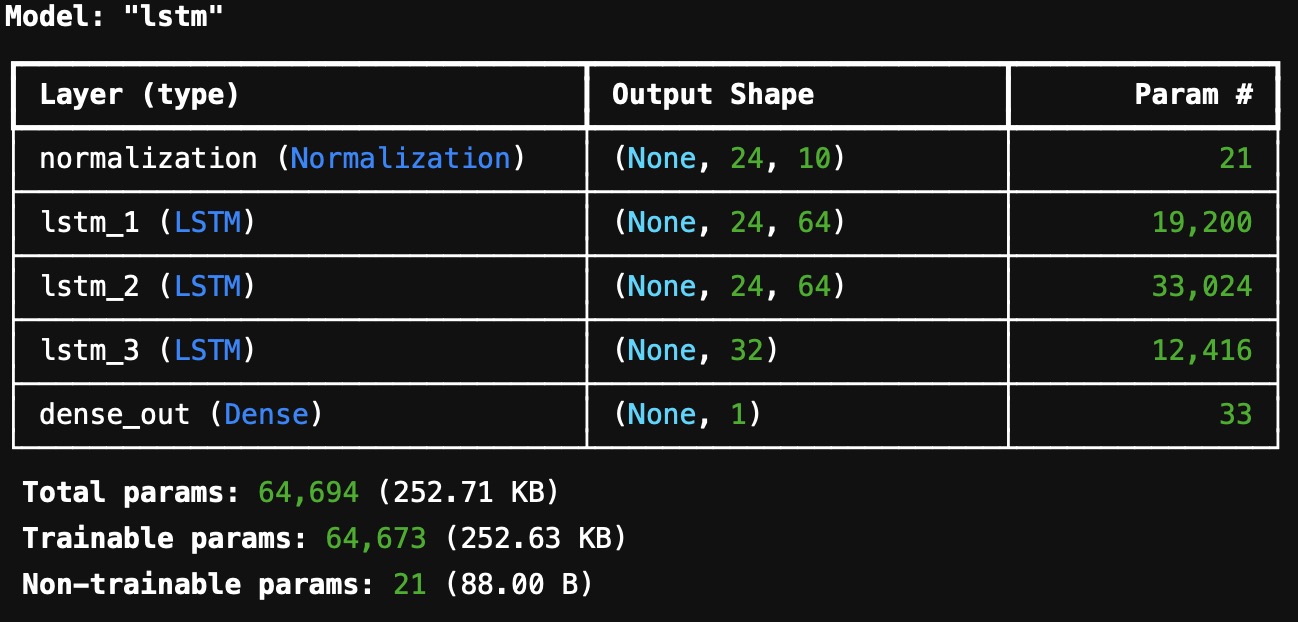 Model: "lstm"
Layer (type) Output Shape Param #
normalization (Normalization) (None, 24, 10) 21
lstm_1 (LSTM) (None, 24, 64) 19,200
lstm_2 (LSTM) (None, 24, 64) 33,024
lstm_3 (LSTM) (None, 32) 12,416
dense_out (Dense) (None, 1) 33
Total params: 64,694 (252.71 KB)
Trainable params: 64,673 (252.63 KB)
Non-trainable params: 21 (88.00 B)